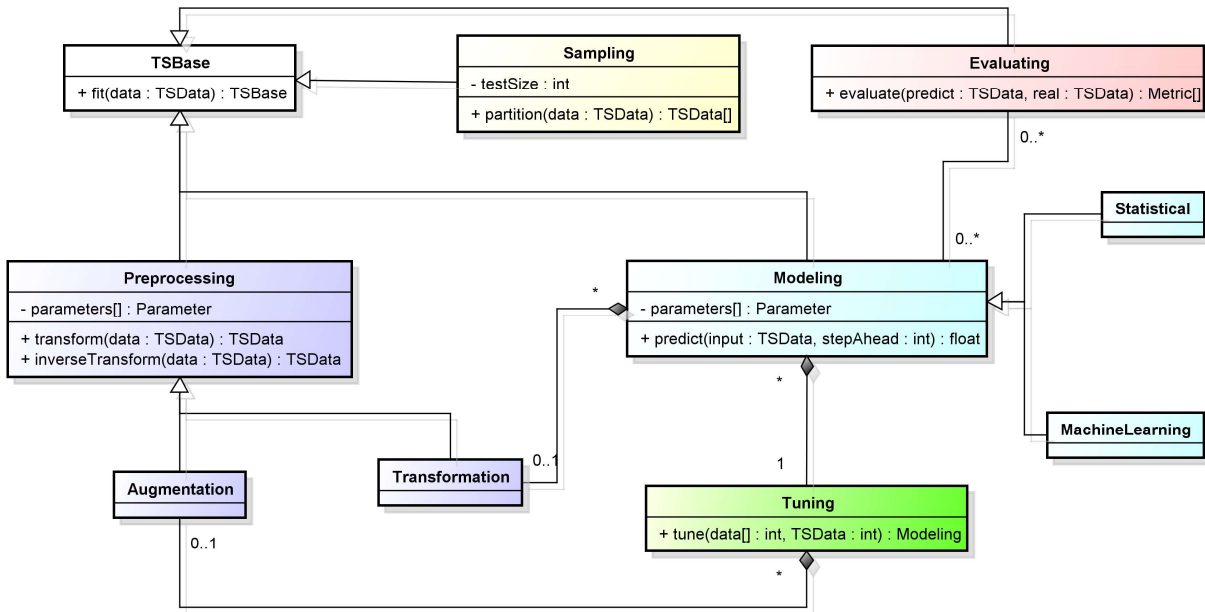 TSBase
+ fit(data : TSData) : TSBase
Sampling
- testSize : int
+ partition(data : TSData) : TSData[]
Evaluating
+ evaluate(predict : TSData, real : TSData) : Metric[]
0..*
0..*
Statistical
Preprocessing
- parameters[] : Parameter
+ transform(data : TSData) : TSData
+ inverseTransform(data : TSData) : TSData
*
Modeling
- parameters[] : Parameter
+ predict(input : TSData, stepAhead : int) : float
*
MachineLearning
Augmentation
0..1
Transformation
0..1
1
Tuning
+ tune(data[] : int, TSData : int) : Modeling
*